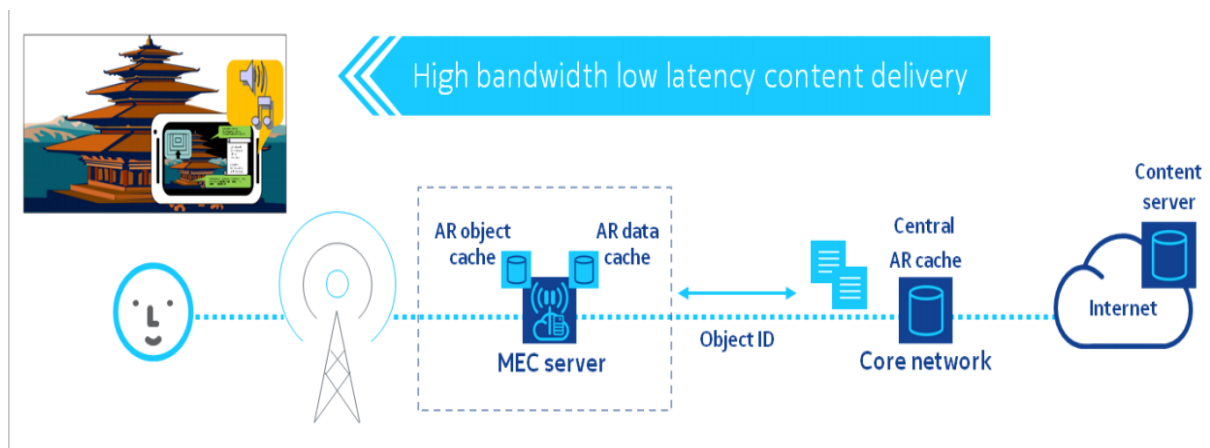 High bandwidth low latency content delivery
Content
server
AR object
cache
AR data
cache
Central
AR cache
Internet
Object ID
MEC server
Core network